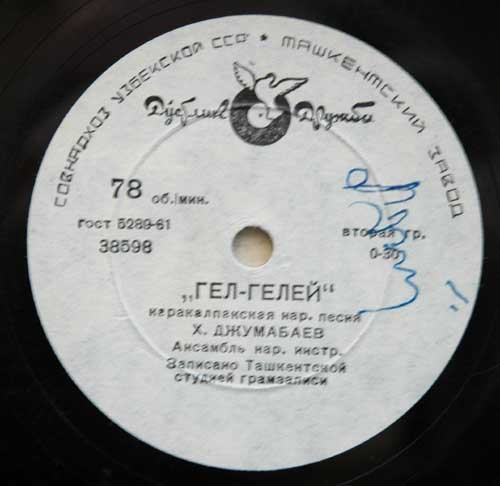 СОВНАРХОЗ УЗБЕКСКОЙ ССР * ТАШКЕНТСКИЙ ЗАВОД
Дружба
78 об.|мин.
гост 5289-61
38598
вторая гр.
0-30
„ГЕЛ-ГЕЛЕЙ“
каракалпакская нар. песня
Х. ДЖУМАБАЕВ
Ансамбль нар. инстр.
Записано Ташкентской
студией грамзаписи